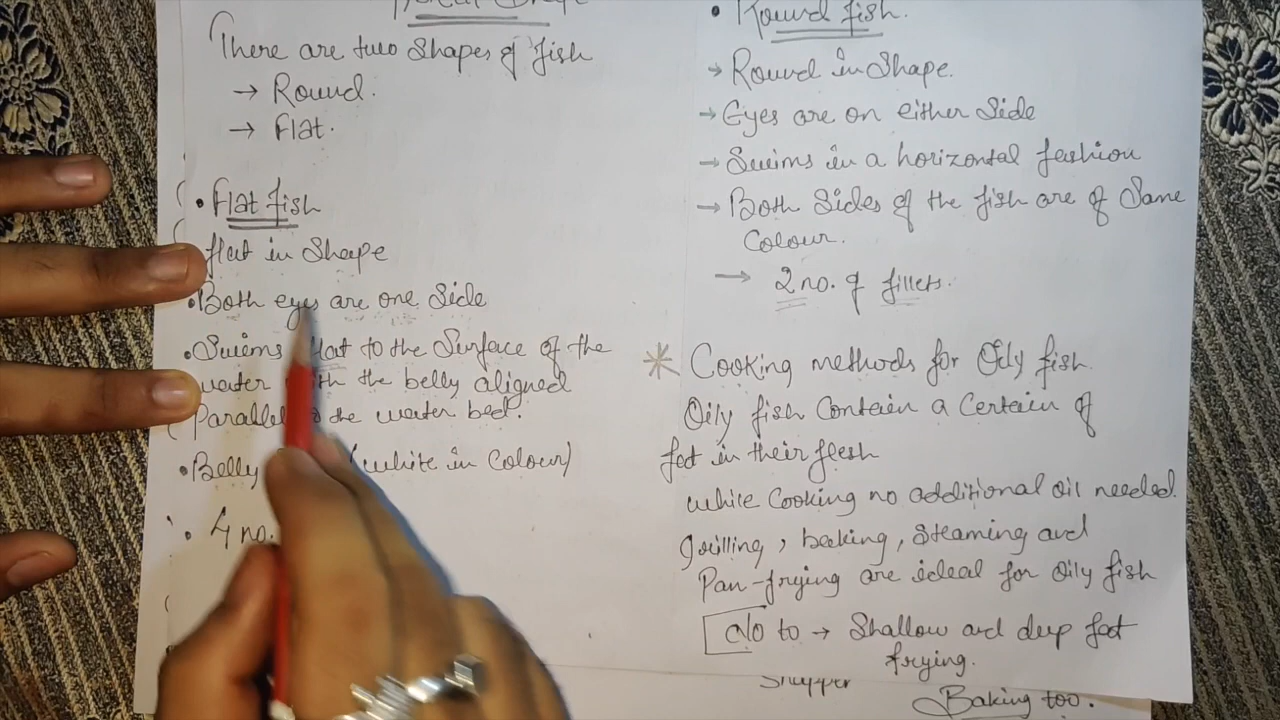 There are two Shapes of fish
→ Round.
→ Flat.
• Flat fish
flat in Shape
• Both eyes are one Side
• Swims flat to the Surface of the
water with the belly aligned
Parallel the water bed.
• Belly (white in Colour)
• 4 no.
• Round fish.
→ Round in Shape.
→ Eyes are on either Side
→ Swims in a horizontal fashion
→ Both Sides of the fish are of Same
Colour.
→ 2 no. of fillets.
* Cooking methods for Oily fish.
Oily fish Contain a Certain of
fat in their flesh
while Cooking no additional oil needed.
Grilling, baking, Steaming and
Pan-frying are ideal for Oily fish
No to → Shallow and deep fat
frying.
Snapper
Baking too.